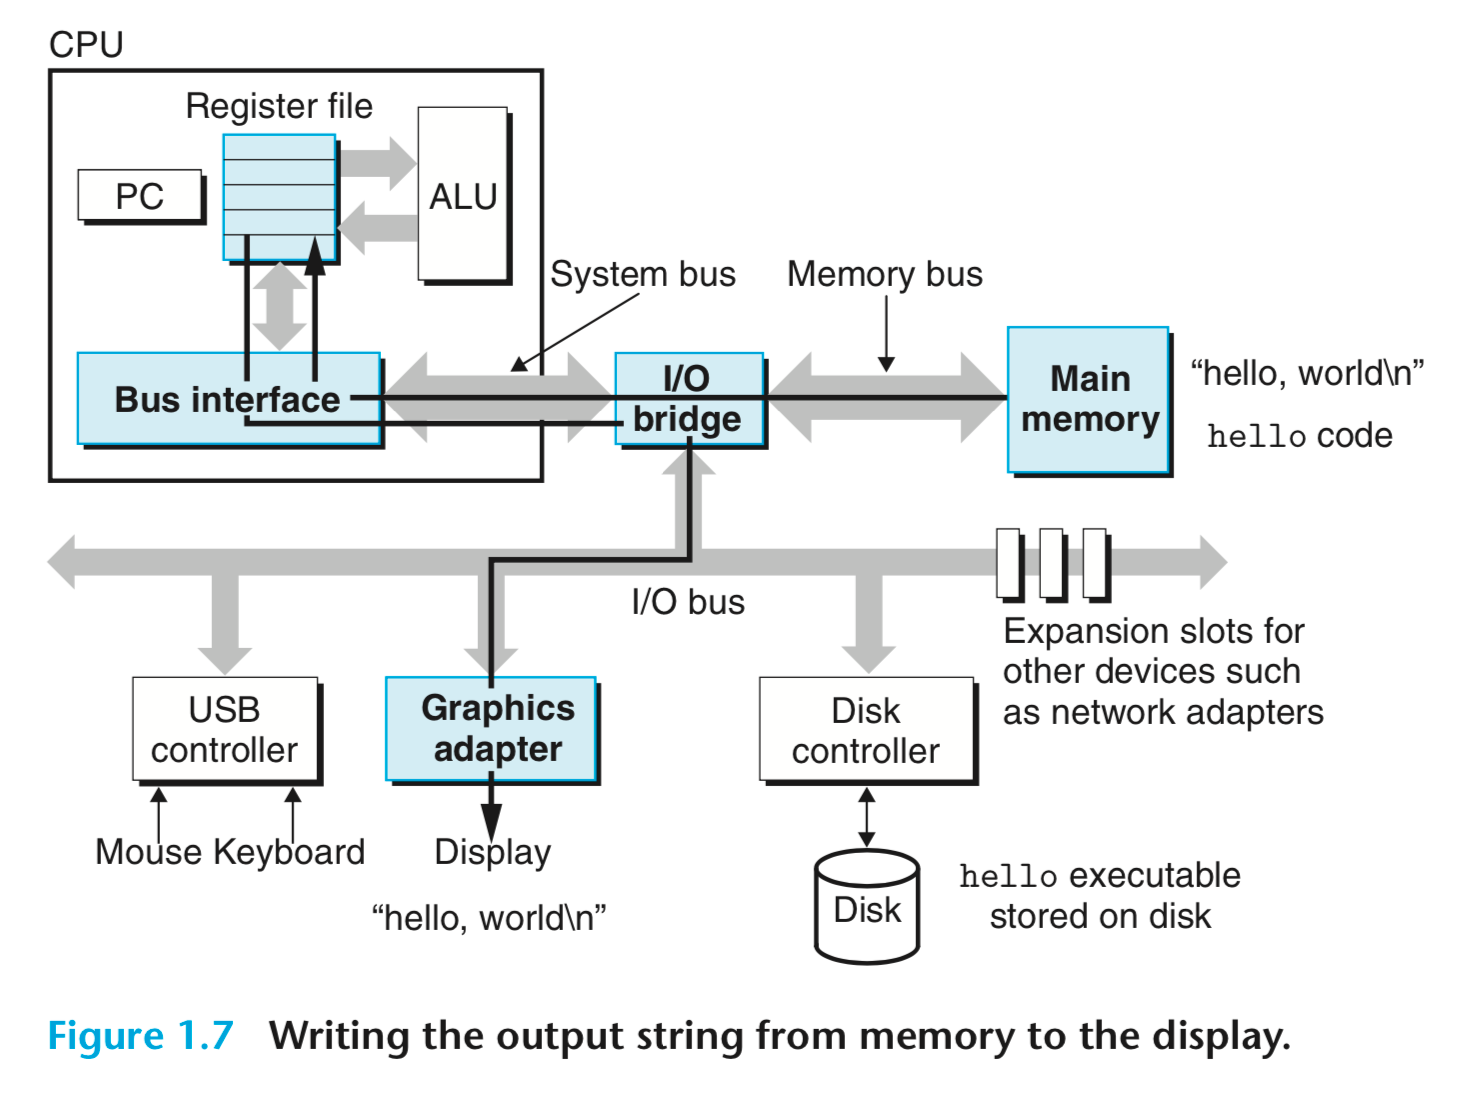 CPU
Register file
PC
ALU
System bus
Memory bus
Bus interface
I/O
bridge
Main
memory
“hello, world\n”
hello code
I/O bus
Expansion slots for
other devices such
as network adapters
USB
controller
Graphics
adapter
Disk
controller
Mouse Keyboard
Display
“hello, world\n”
Disk
hello executable
stored on disk
Figure 1.7 Writing the output string from memory to the display.